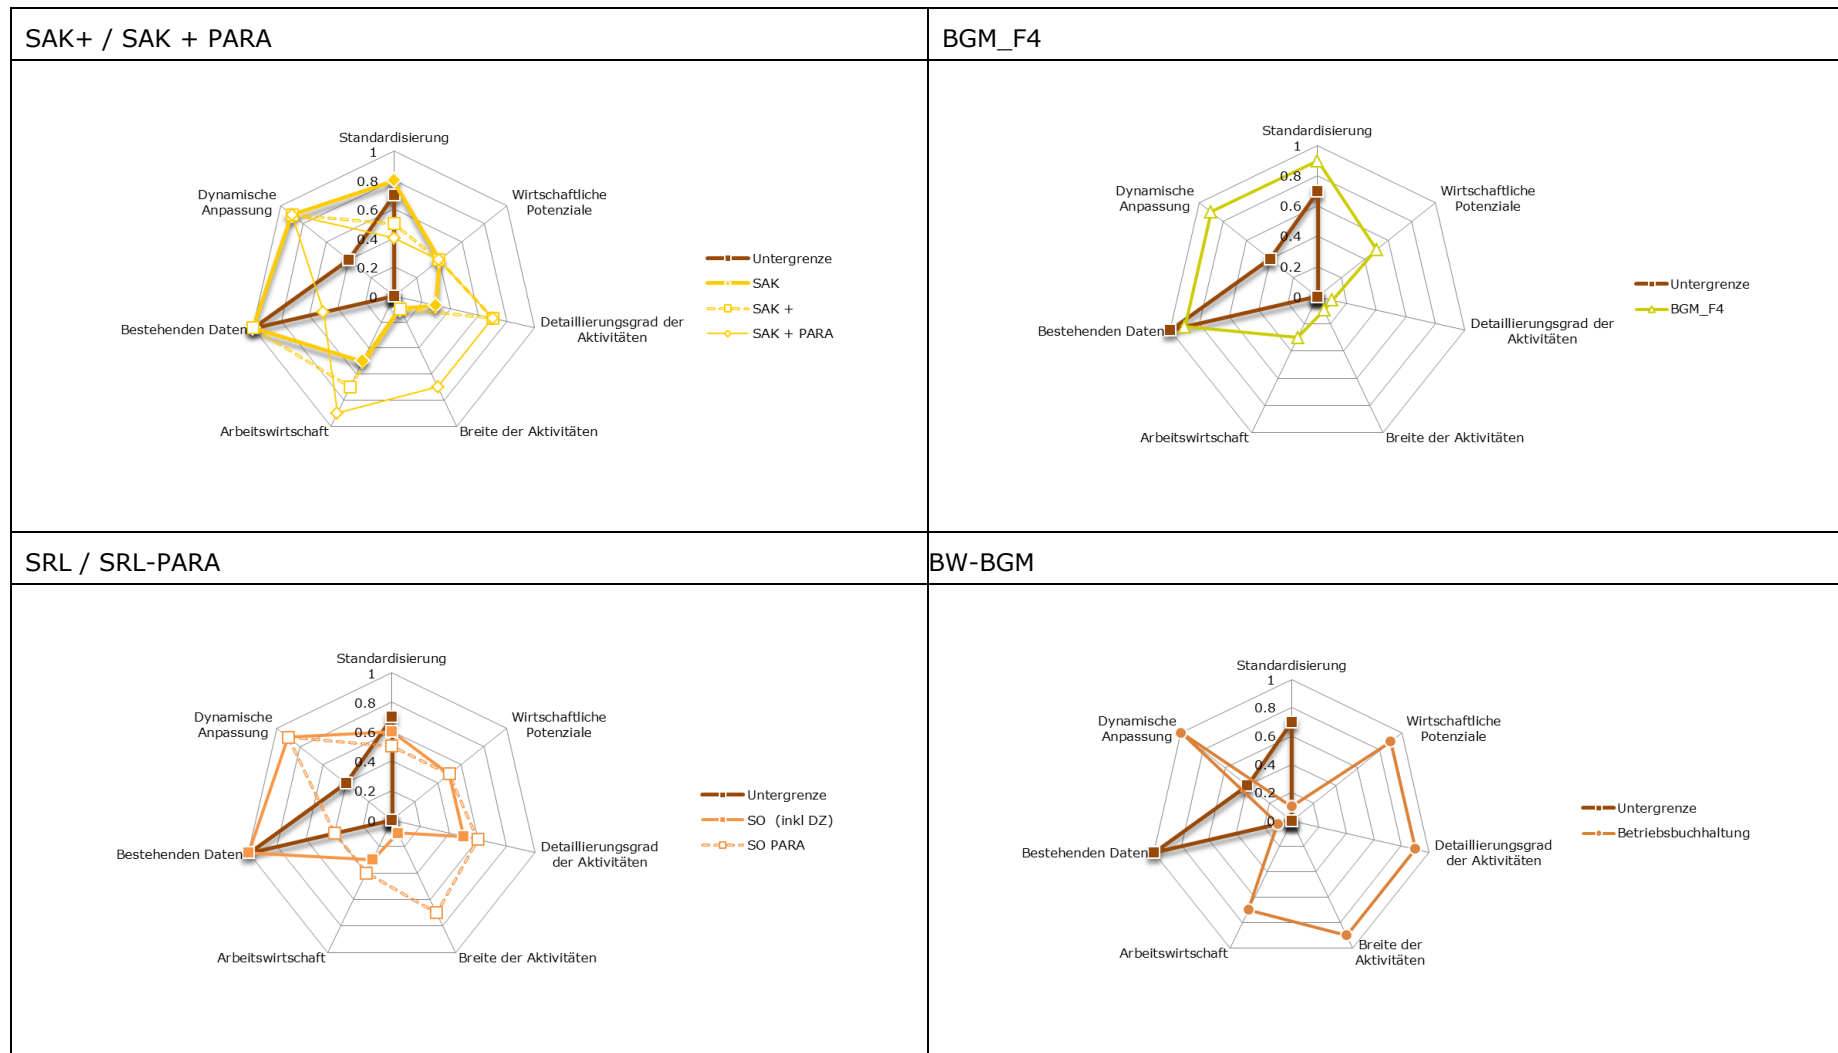 SAK+ / SAK + PARA
BGM_F4
Standardisierung
Wirtschaftliche
Potenziale
Detaillierungsgrad der
Aktivitäten
Breite der Aktivitäten
Arbeitswirtschaft
Bestehenden Daten
Dynamische
Anpassung
1
0.8
0.6
0.4
0.2
0
Untergrenze
SAK
SAK +
SAK + PARA
Standardisierung
Wirtschaftliche
Potenziale
Detaillierungsgrad der
Aktivitäten
Breite der Aktivitäten
Arbeitswirtschaft
Bestehenden Daten
Dynamische
Anpassung
1
0.8
0.6
0.4
0.2
0
Untergrenze
BGM_F4
SRL / SRL-PARA
BW-BGM
Standardisierung
Wirtschaftliche
Potenziale
Detaillierungsgrad
der Aktivitäten
Breite der Aktivitäten
Arbeitswirtschaft
Bestehenden Daten
Dynamische
Anpassung
1
0.8
0.6
0.4
0.2
0
Untergrenze
SO (inkl DZ)
SO PARA
Standardisierung
Wirtschaftliche
Potenziale
Detaillierungsgrad
der Aktivitäten
Breite der
Aktivitäten
Arbeitswirtschaft
Bestehenden Daten
Dynamische
Anpassung
1
0.8
0.6
0.4
0.2
0
Untergrenze
Betriebsbuchhaltung